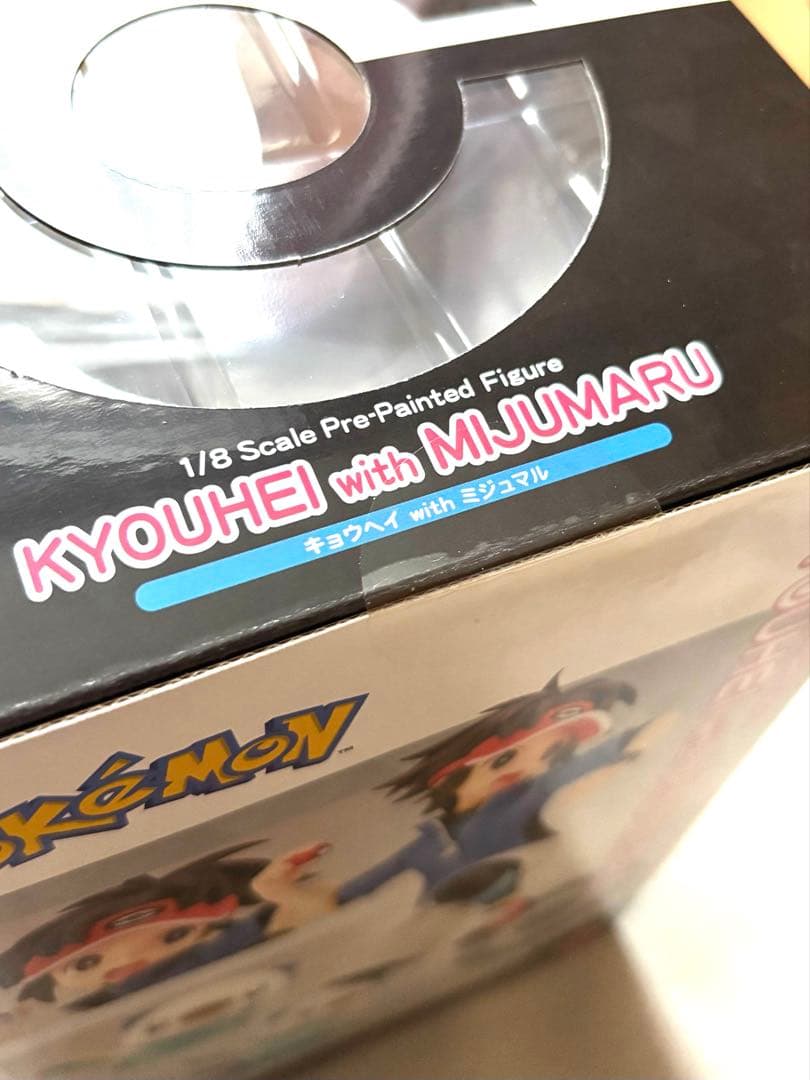 1/8 Scale Pre-Painted Figure
KYOUHEI with MIJUMARU
キョウヘイ with ミジュマル
POKéMON™